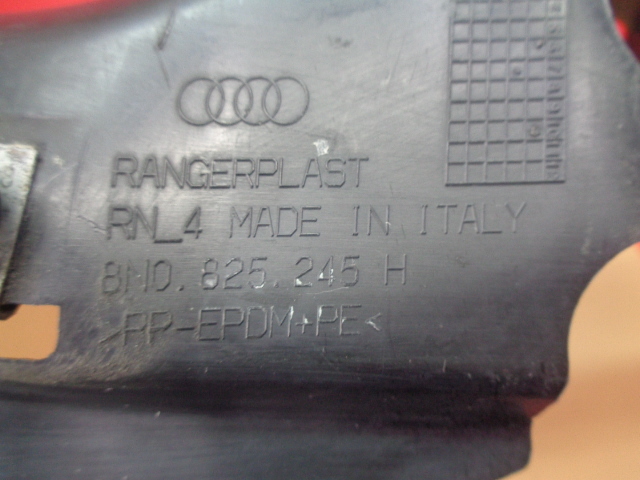 RANGERPLAST
RN_4 MADE IN ITALY
8N0.825.245 H
>PP-EPDM+PE<